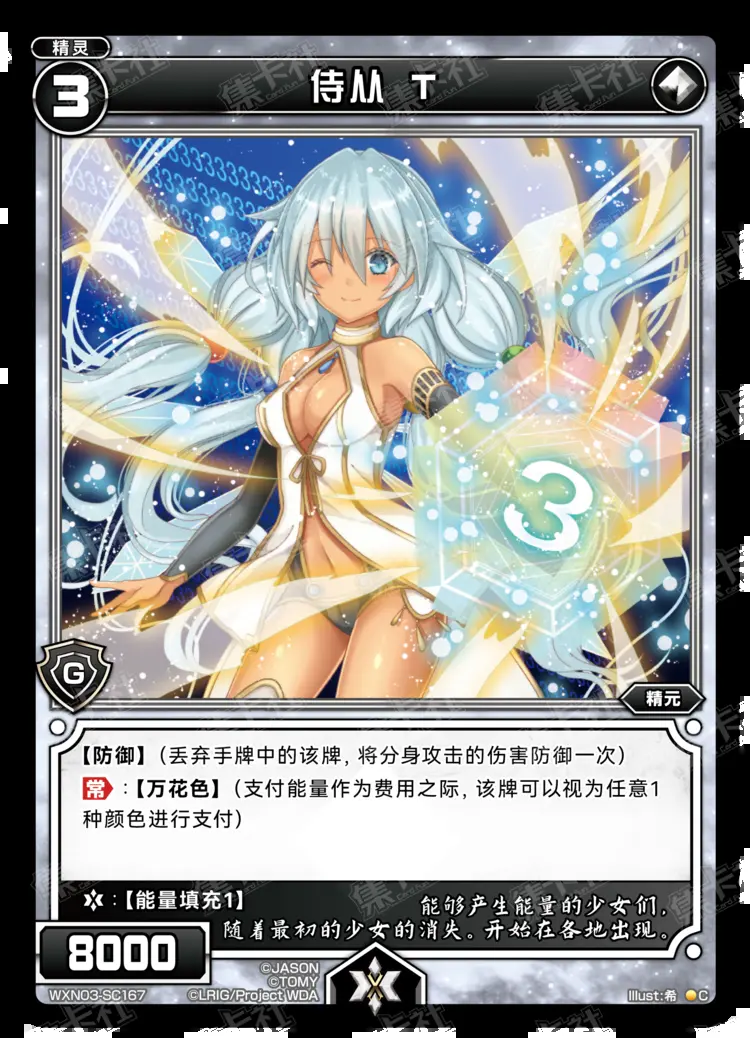 精灵
3
侍从 T
3
G
精元
【防御】（丢弃手牌中的该牌，将分身攻击的伤害防御一次）
常：【万花色】（支付能量作为费用之际，该牌可以视为任意1
种颜色进行支付）
：【能量填充1】
能够产生能量的少女们，
随着最初的少女的消失。开始在各地出现。
8000
©JASON
©TOMY
WXN03-SC167
©LRIG/Project WDA
Illust:希
C
集卡社